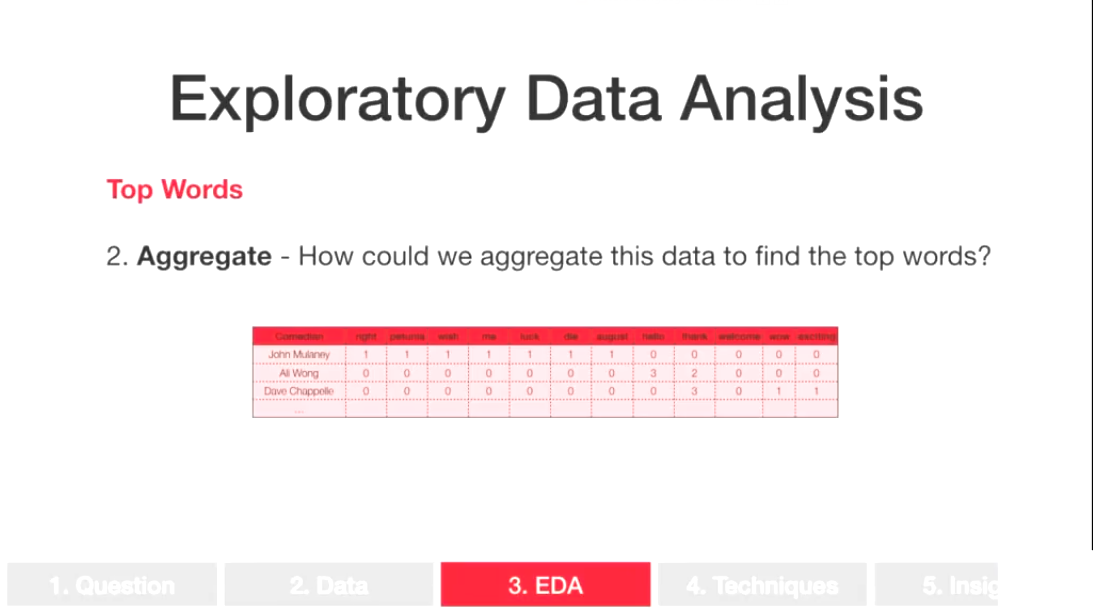 Exploratory Data Analysis
Top Words
2. Aggregate - How could we aggregate this data to find the top words?
Comedian right petunia wish me luck die august hello thank welcome wow exciting
John Mulaney 1 1 1 1 1 1 1 0 0 0 0 0
Ali Wong 0 0 0 0 0 0 0 3 2 0 0 0
Dave Chappelle 0 0 0 0 0 0 0 0 3 0 1 1
...
1. Question 2. Data 3. EDA 4. Techniques 5. Insig